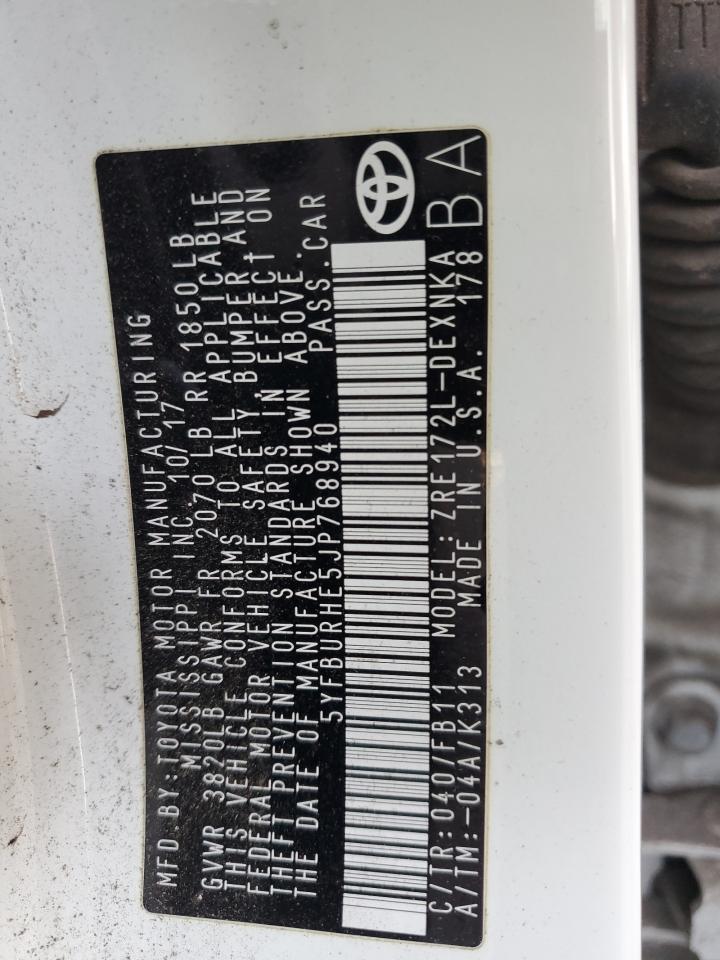 MFD.BY:TOYOTA MOTOR MANUFACTURING
MISSISSIPPI INC. 10/17
GVWR 3820LB GAWR FR 2070 LB RR 1850LB
THIS VEHICLE CONFORMS TO ALL APPLICABLE
FEDERAL MOTOR VEHICLE SAFETY, BUMPER, AND
THEFT PREVENTION STANDARDS IN EFFECT ON
THE DATE OF MANUFACTURE SHOWN ABOVE.
5YFBURHE5JP768940 PASS.CAR
C/TR:040/FB11 MODEL:ZRE172L-DEXNKA
A/TM:-04A/K313 MADE IN U.S.A. 178
BA